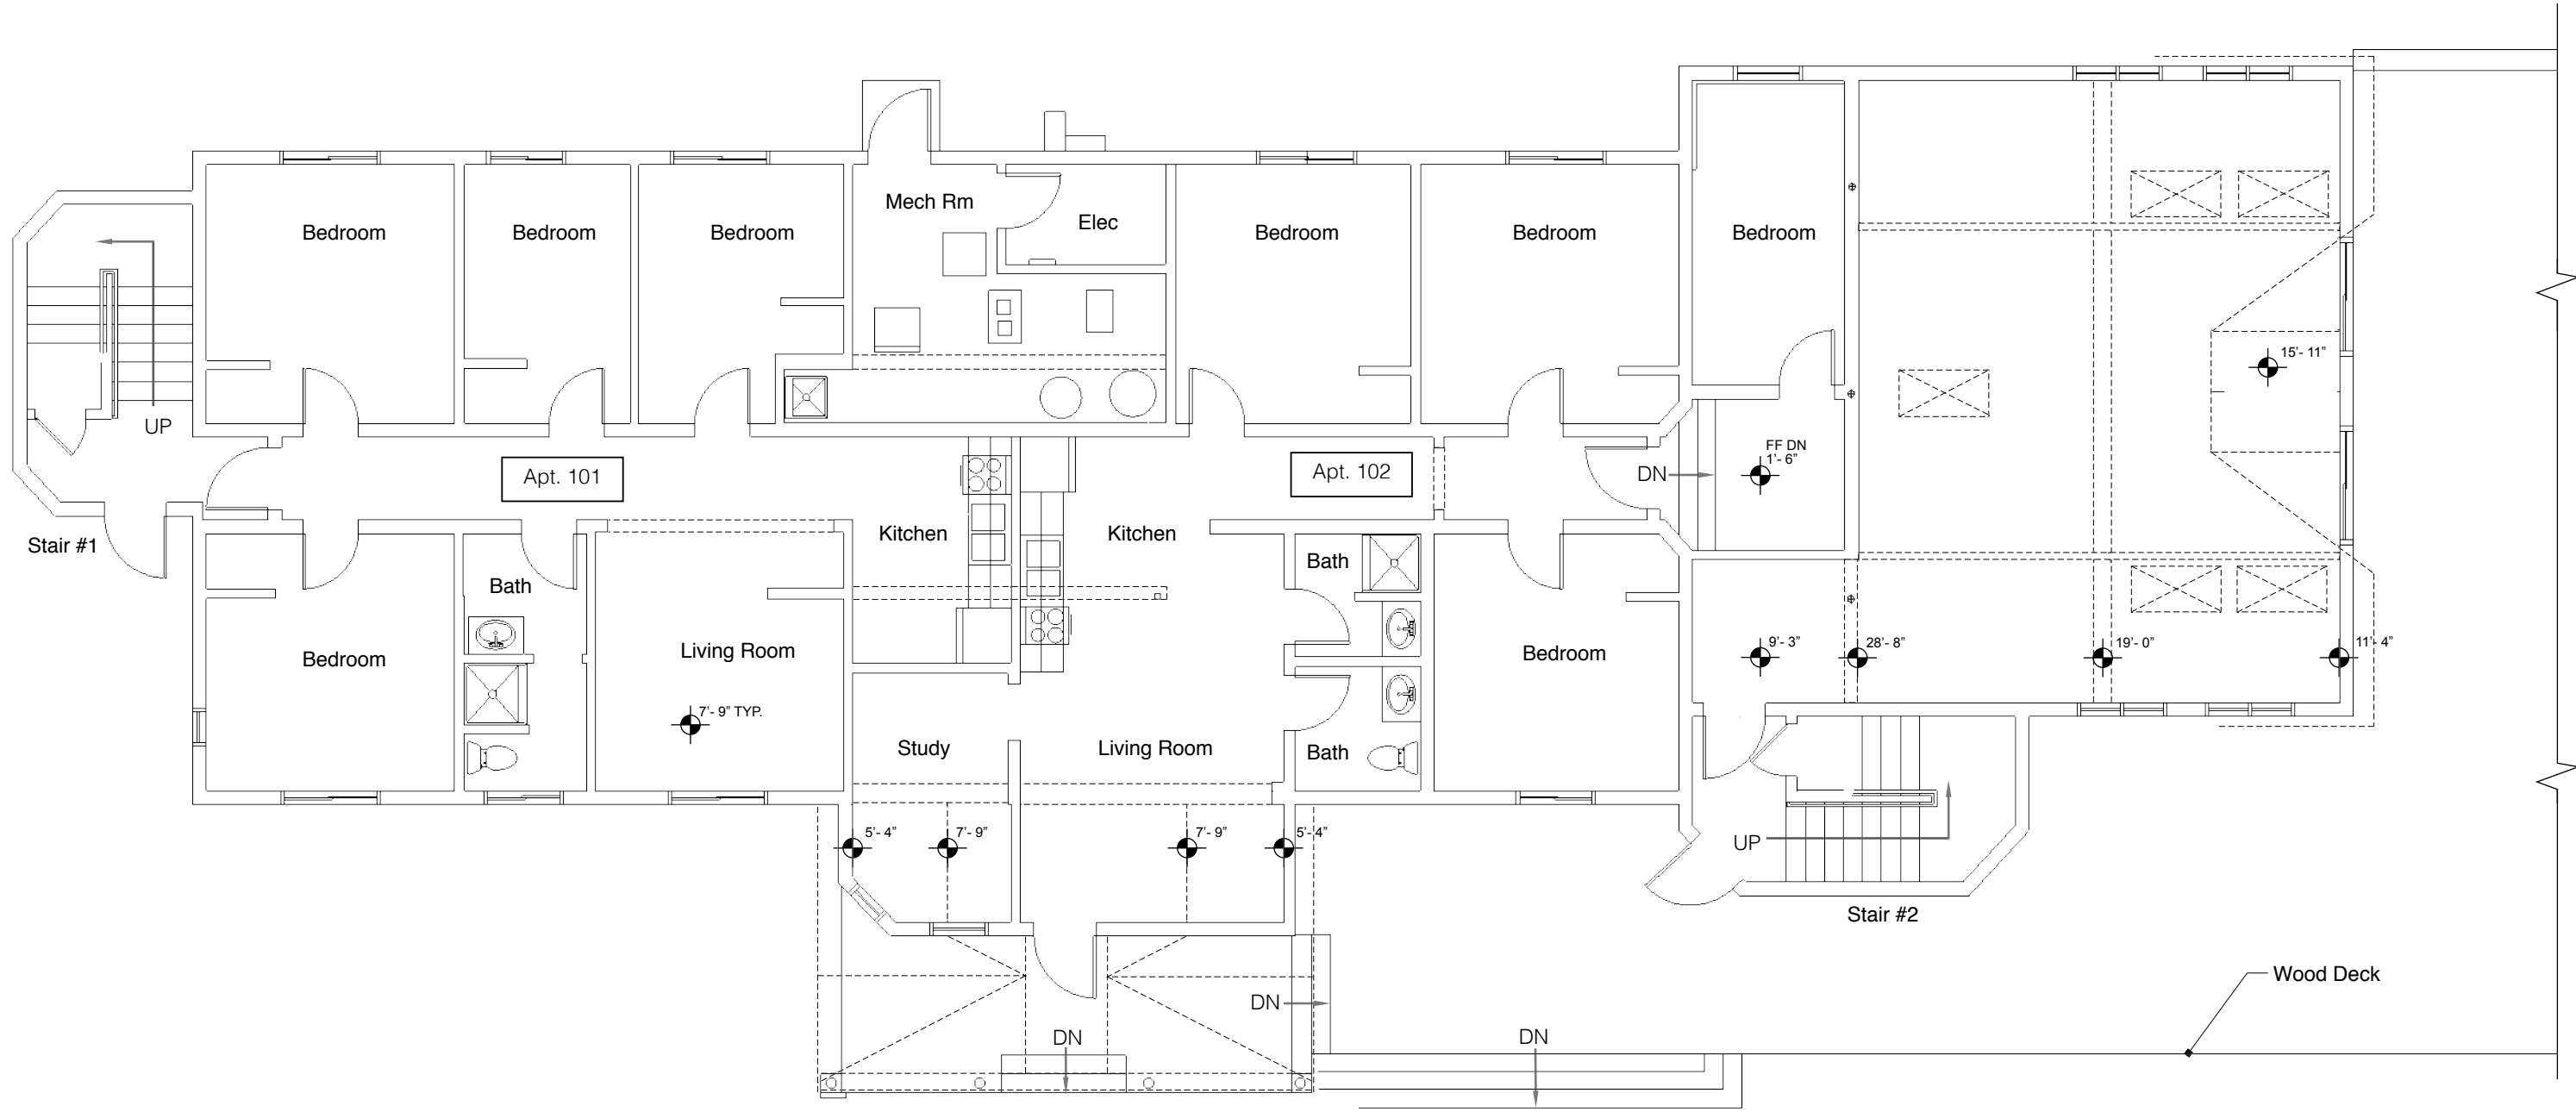 Mech Rm
Elec
Bedroom
Bedroom
Bedroom
Bedroom
Bedroom
Bedroom
15'- 11"
UP
FF DN
1'- 6"
Apt. 101
Apt. 102
DN
Stair #1
Kitchen
Kitchen
Bath
Bath
Bedroom
Living Room
Bedroom
9'- 3"
28'- 8"
19'- 0"
11'- 4"
7'- 9" TYP.
Study
Living Room
Bath
5'- 4"
7'- 9"
7'- 9"
5'- 4"
UP
Stair #2
Wood Deck
DN
DN
DN